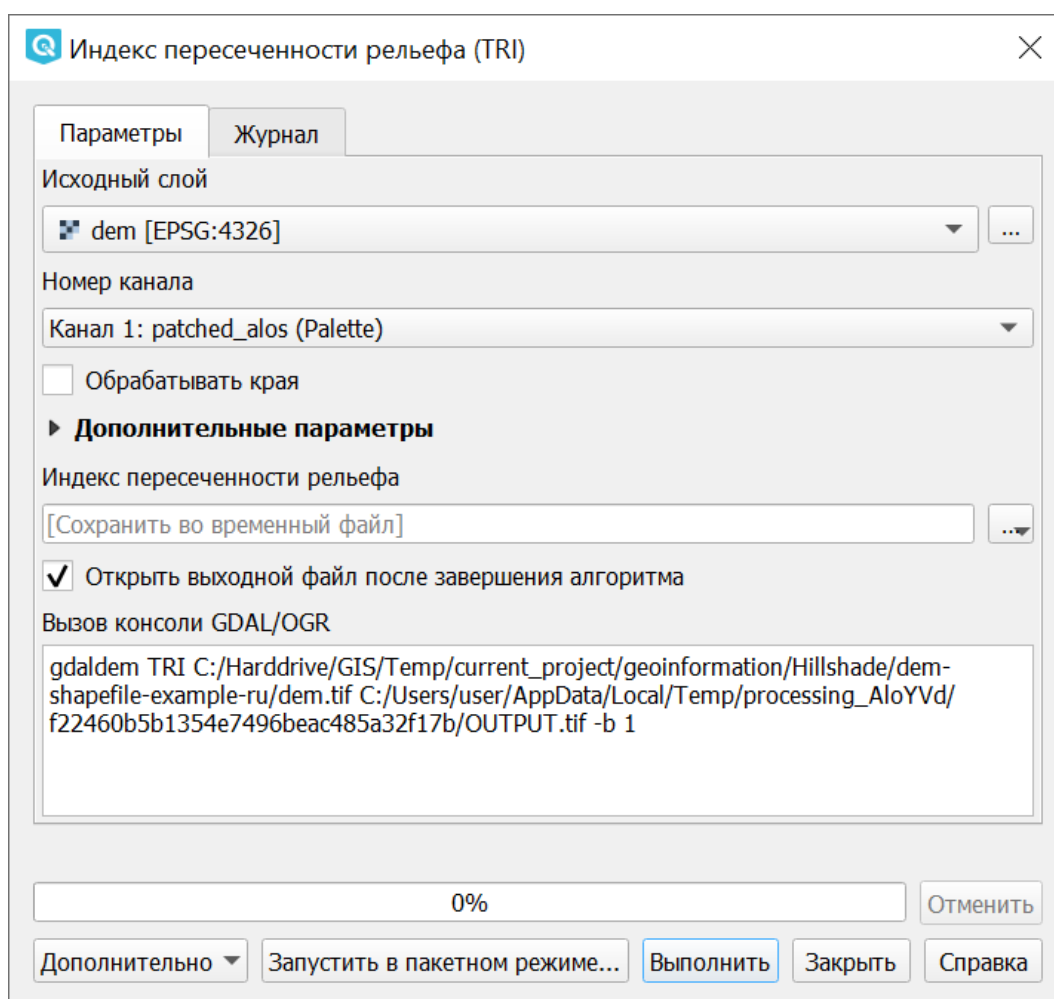 Индекс пересеченности рельефа (TRI)
Параметры
Журнал
Исходный слой
dem [EPSG:4326]
...
Номер канала
Канал 1: patched_alos (Palette)
Обрабатывать края
Дополнительные параметры
Индекс пересеченности рельефа
[Сохранить во временный файл]
...
Открыть выходной файл после завершения алгоритма
Вызов консоли GDAL/OGR
gdaldem TRI C:/Harddrive/GIS/Temp/current_project/geoinformation/Hillshade/dem-
shapefile-example-ru/dem.tif C:/Users/user/AppData/Local/Temp/processing_AloYVd/
f22460b5b1354e7496beac485a32f17b/OUTPUT.tif -b 1
0%
Отменить
Дополнительно
Запустить в пакетном режиме...
Выполнить
Закрыть
Справка